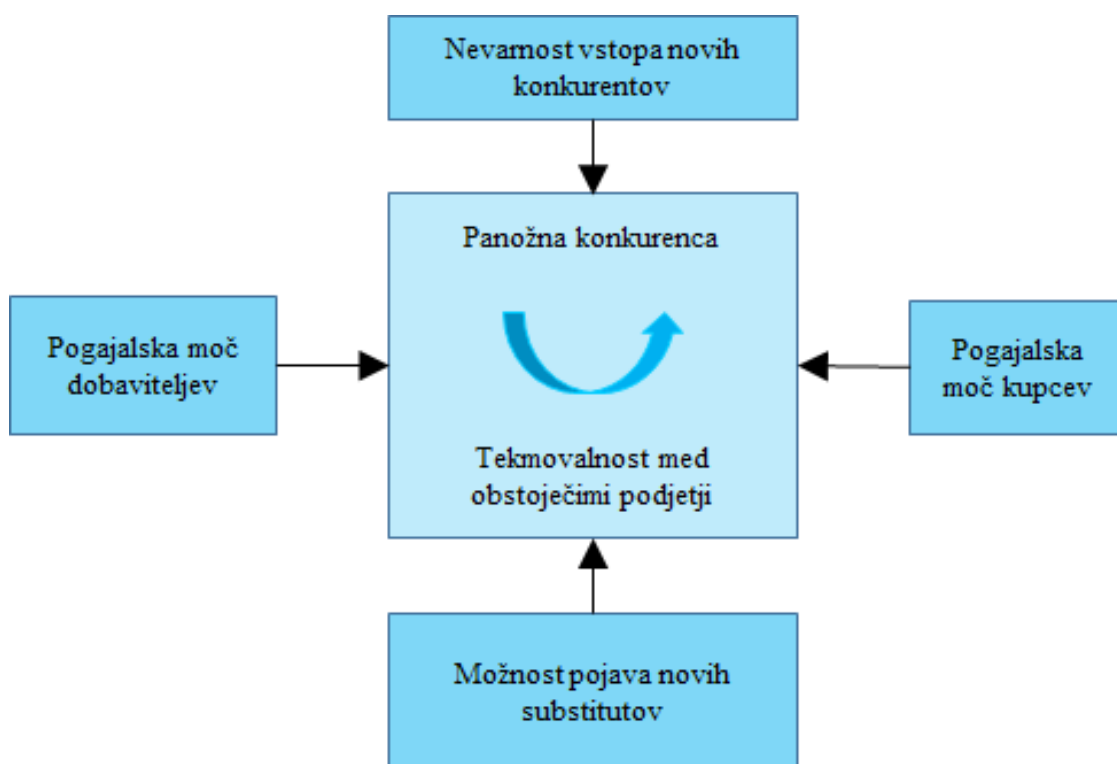 Nevarnost vstopa novih
konkurentov
Panožna konkurenca
Pogajalska moč
dobaviteljev
Pogajalska
moč kupcev
Tekmovalnost med
obstoječimi podjetji
Možnost pojava novih
substitutov